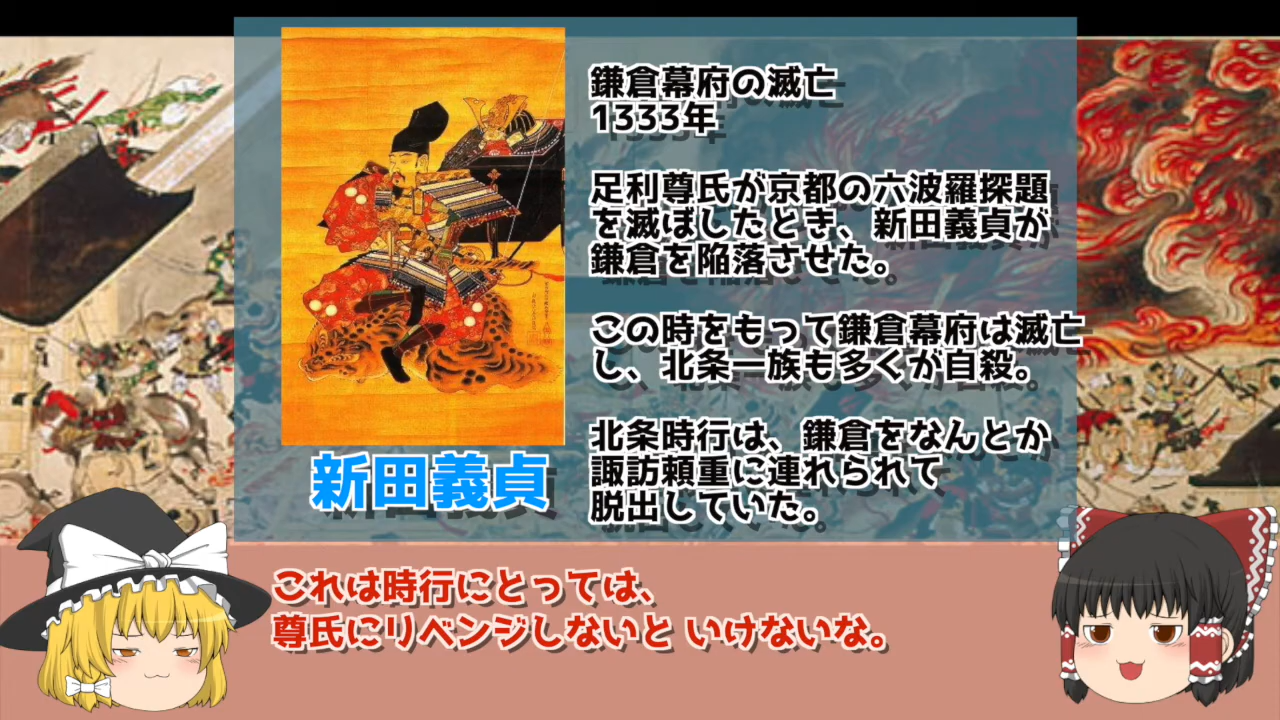 鎌倉幕府の滅亡
1333年
足利尊氏が京都の六波羅探題
を滅ぼしたとき、新田義貞が
鎌倉を陥落させた。
この時をもって鎌倉幕府は滅亡
し、北条一族も多くが自殺。
北条時行は、鎌倉をなんとか
諏訪頼重に連れられて
脱出していた。
新田義貞
これは時行にとっては、
尊氏にリベンジしないと いけないな。